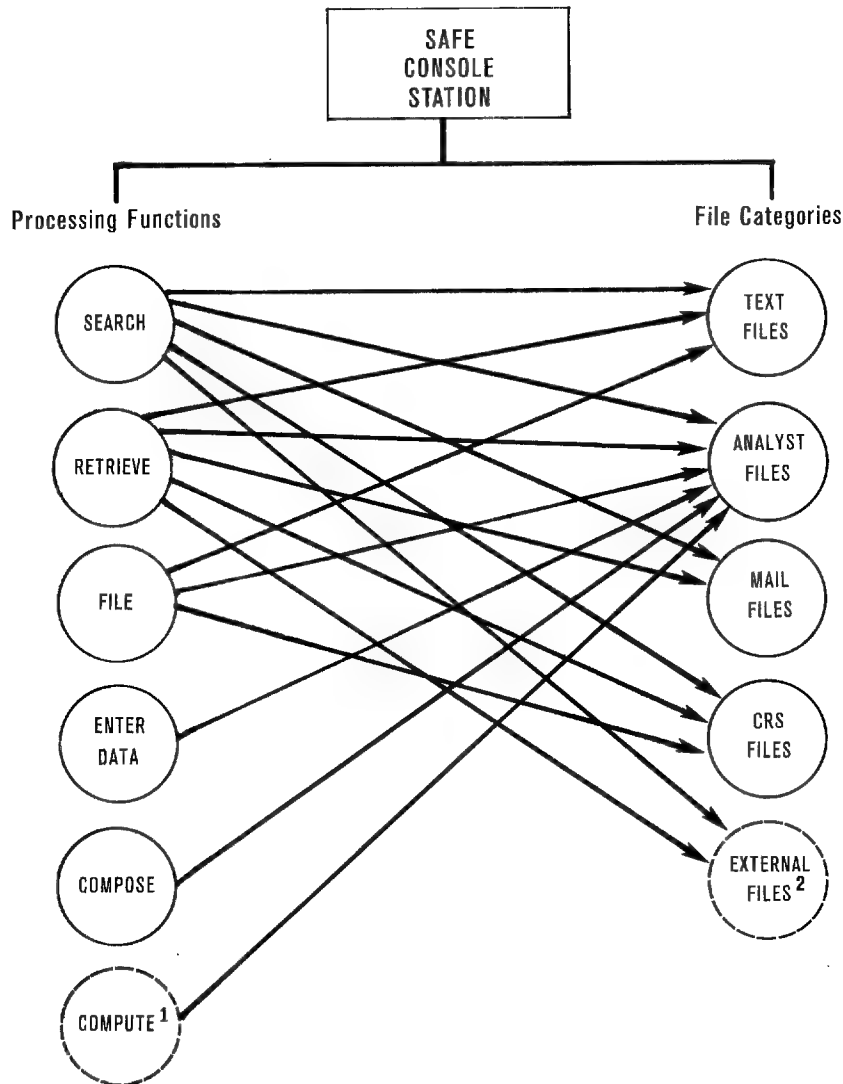 SAFE
CONSOLE
STATION
Processing Functions
File Categories
SEARCH
RETRIEVE
FILE
ENTER
DATA
COMPOSE
COMPUTE 1
TEXT
FILES
ANALYST
FILES
MAIL
FILES
CRS
FILES
EXTERNAL
FILES 2